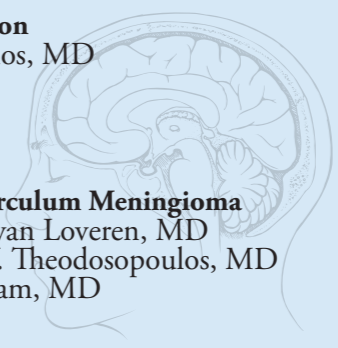 on
os, MD
rculum Meningioma
van Loveren, MD
. Theodosopoulos, MD
am, MD